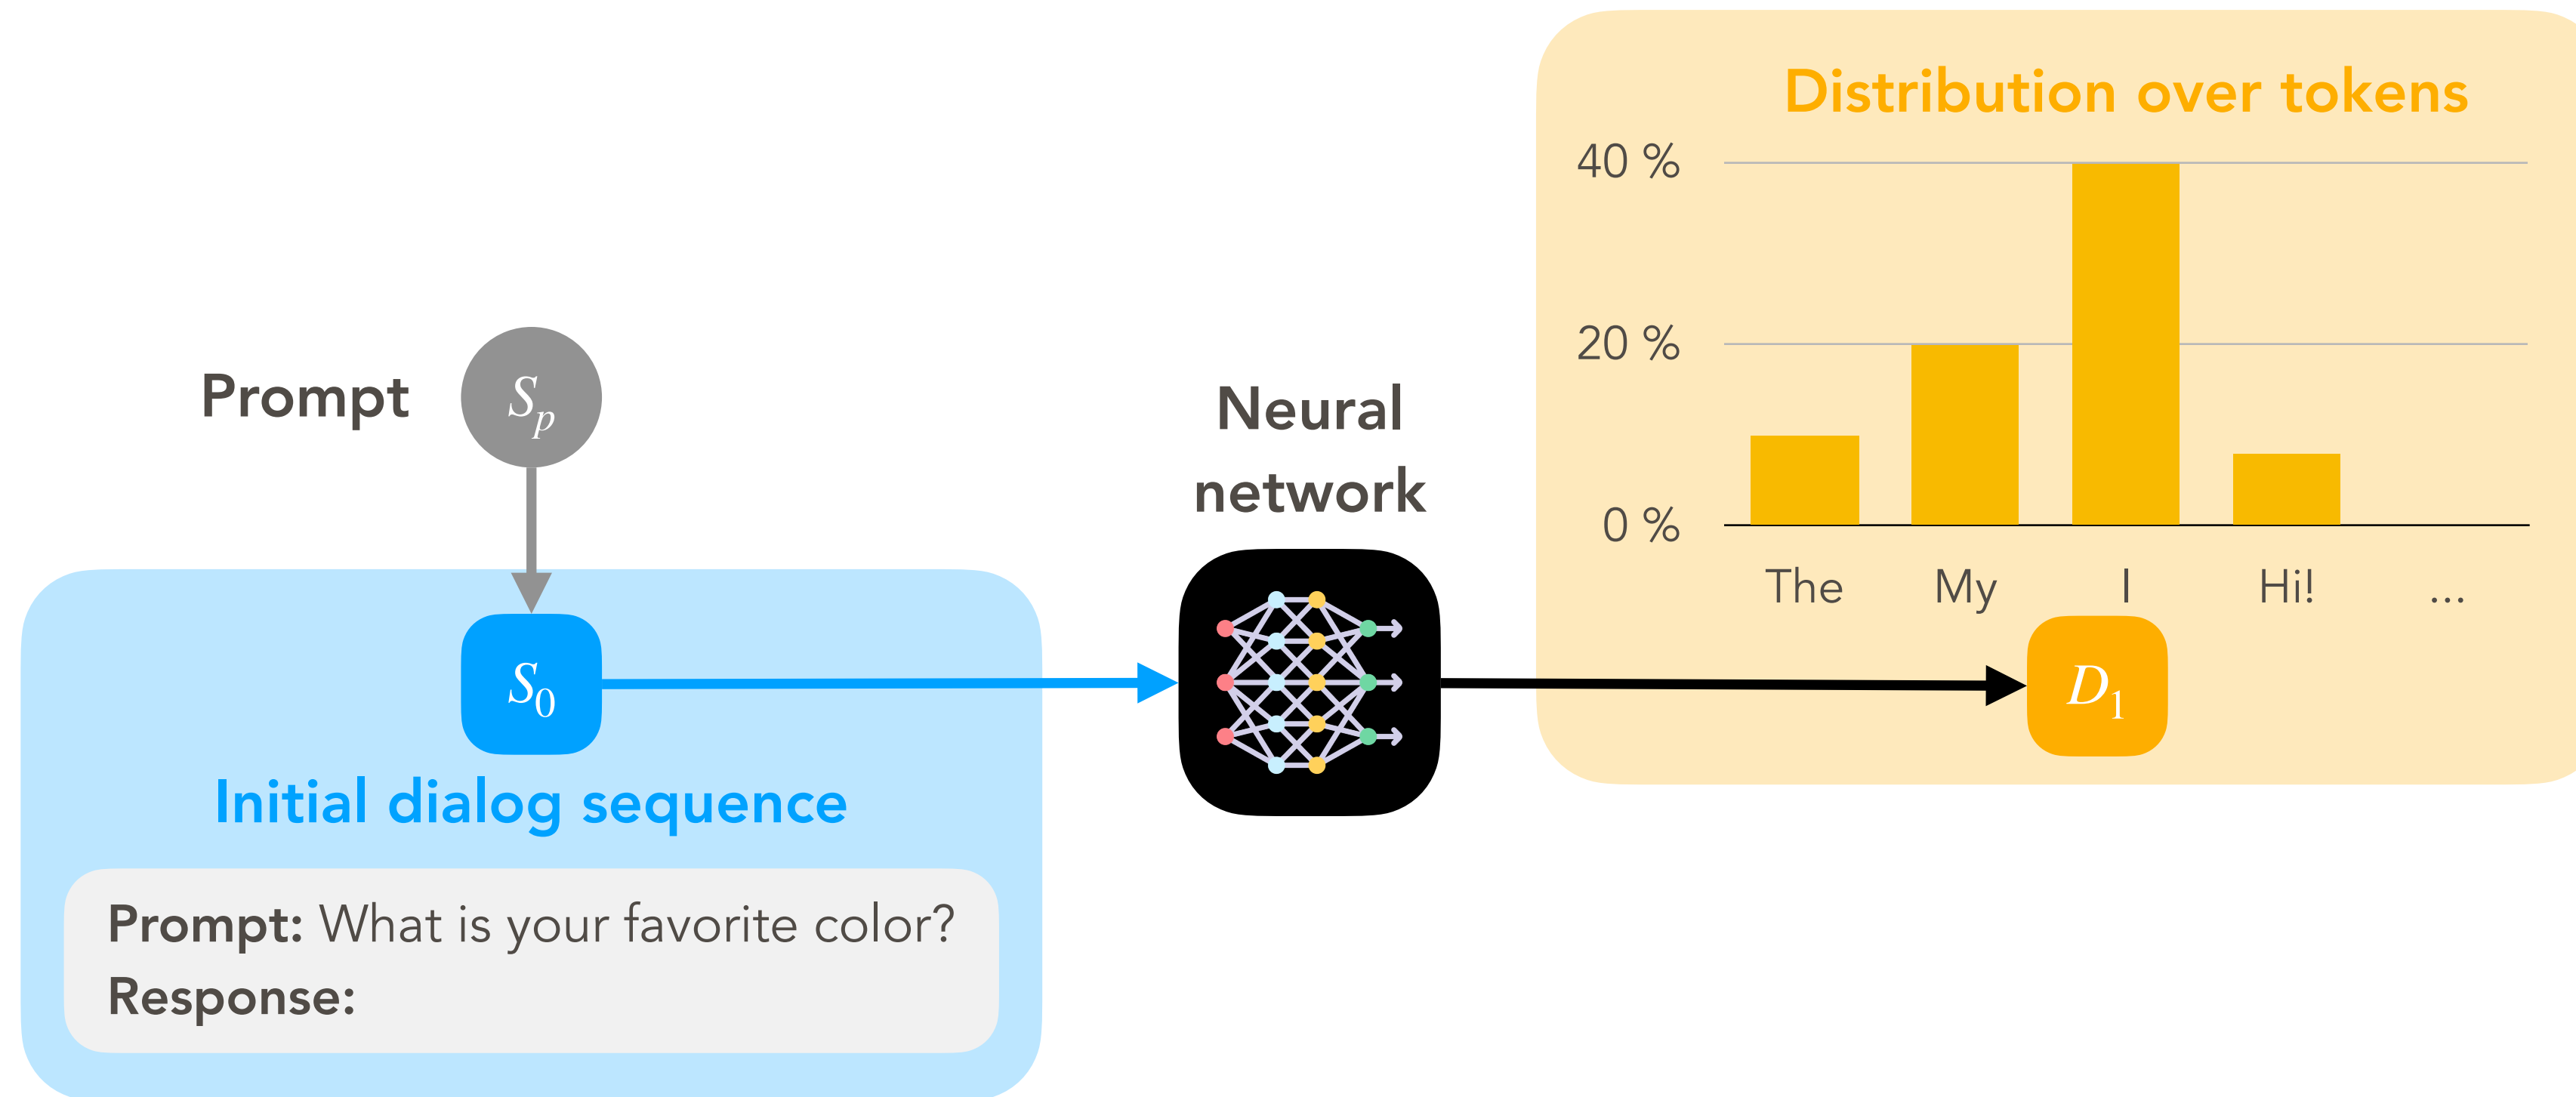 Distribution over tokens
40 %
20 %
0 %
The My I Hi! ...
Prompt
Sp
Neural
network
S0
D1
Initial dialog sequence
Prompt: What is your favorite color?
Response: